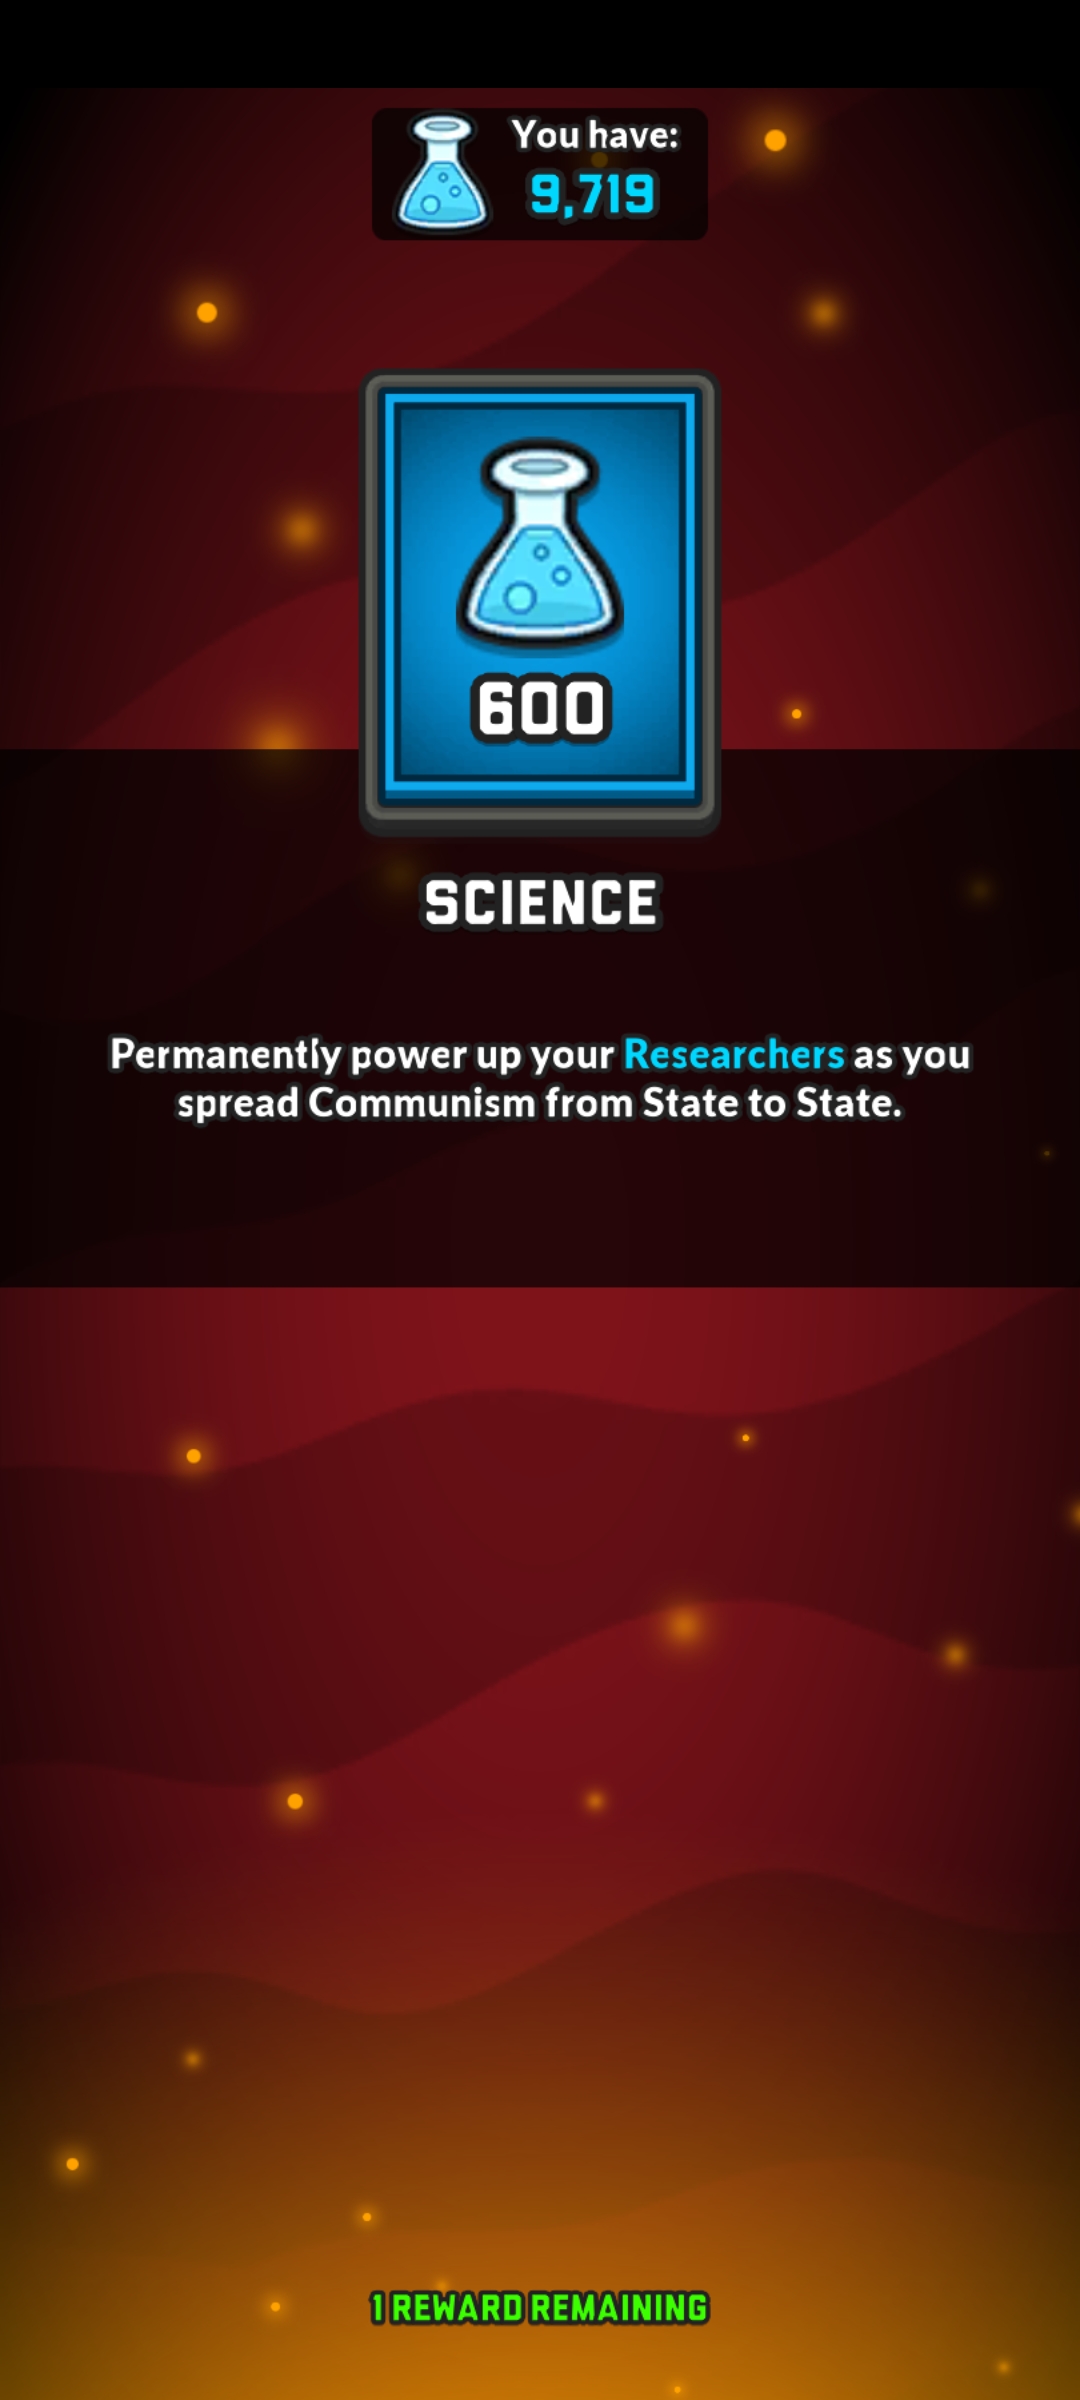 You have:
9,719
600
SCIENCE
Permanently power up your Researchers as you
spread Communism from State to State.
1 REWARD REMAINING